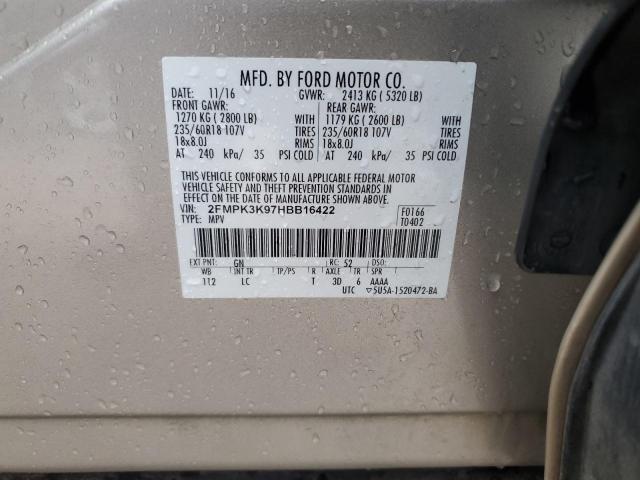 MFD. BY FORD MOTOR CO.
DATE: 11/16 GVWR: 2413 KG ( 5320 LB)
FRONT GAWR: REAR GAWR:
1270 KG ( 2800 LB) WITH 1179 KG ( 2600 LB) WITH
235/60R18 107V TIRES 235/60R18 107V TIRES
18x8.0J RIMS 18x8.0J RIMS
AT 240 kPa/ 35 PSI COLD AT 240 kPa/ 35 PSI COLD
THIS VEHICLE CONFORMS TO ALL APPLICABLE FEDERAL MOTOR
VEHICLE SAFETY AND THEFT PREVENTION STANDARDS IN
EFFECT ON THE DATE OF MANUFACTURE SHOWN ABOVE.
VIN: 2FMPK3K97HBB16422 F0166
TYPE: MPV T0402
EXT PNT: GN RC: 52 DSO:
WB INT TR TP/PS R AXLE TR SPR
112 LC T 3D 6 AAAA
UTC ▽5U5A-1520472-BA